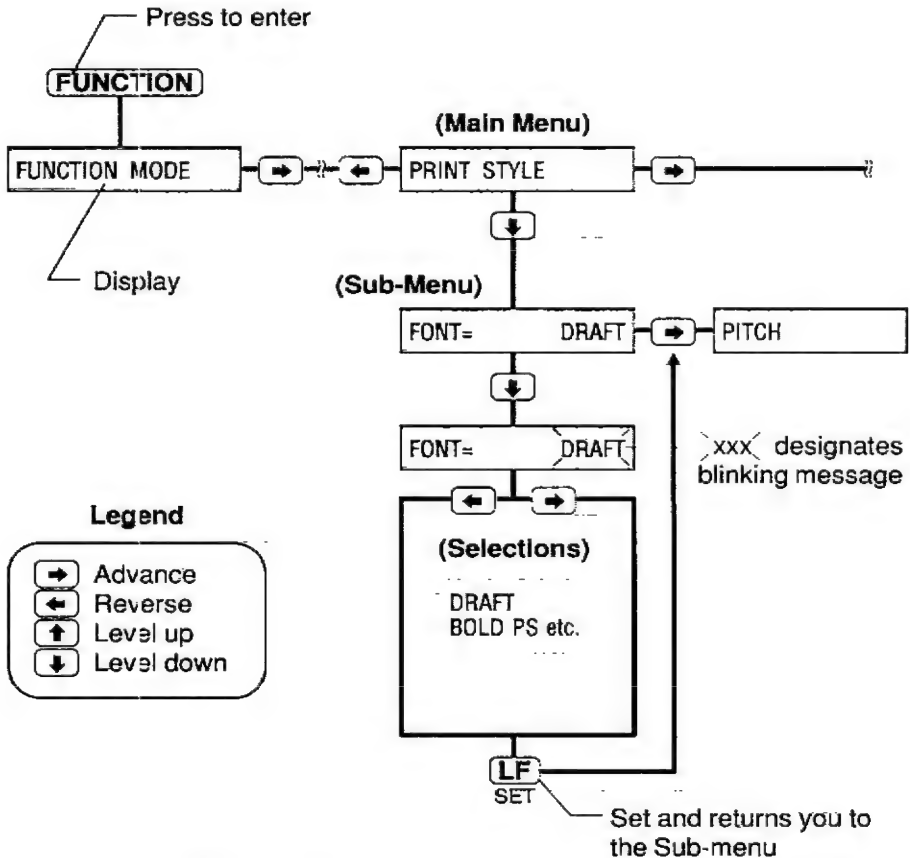 Press to enter
FUNCTION
(Main Menu)
FUNCTION MODE
PRINT STYLE
Display
(Sub-Menu)
FONT= DRAFT
PITCH
FONT= DRAFT
xxx designates
blinking message
Legend
Advance
Reverse
Level up
Level down
(Selections)
DRAFT
BOLD PS etc.
LF
SET
Set and returns you to
the Sub-menu